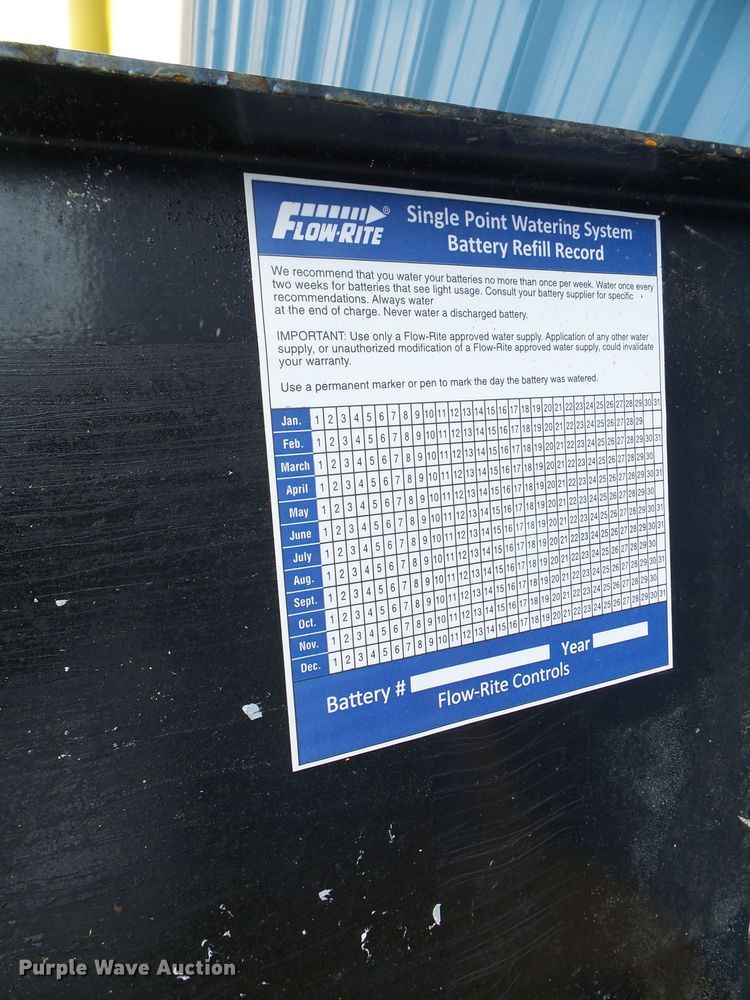 FLOW-RITE®
Single Point Watering System
Battery Refill Record
We recommend that you water your batteries no more than once per week. Water once every
two weeks for batteries that see light usage. Consult your battery supplier for specific
recommendations. Always water
at the end of charge. Never water a discharged battery.
IMPORTANT: Use only a Flow-Rite approved water supply. Application of any other water
supply, or unauthorized modification of a Flow-Rite approved water supply, could invalidate
your warranty.
Use a permanent marker or pen to mark the day the battery was watered.
Jan. 1 2 3 4 5 6 7 8 9 10 11 12 13 14 15 16 17 18 19 20 21 22 23 24 25 26 27 28 29 30 31
Feb. 1 2 3 4 5 6 7 8 9 10 11 12 13 14 15 16 17 18 19 20 21 22 23 24 25 26 27 28 29
March 1 2 3 4 5 6 7 8 9 10 11 12 13 14 15 16 17 18 19 20 21 22 23 24 25 26 27 28 29 30 31
April 1 2 3 4 5 6 7 8 9 10 11 12 13 14 15 16 17 18 19 20 21 22 23 24 25 26 27 28 29 30
May 1 2 3 4 5 6 7 8 9 10 11 12 13 14 15 16 17 18 19 20 21 22 23 24 25 26 27 28 29 30 31
June 1 2 3 4 5 6 7 8 9 10 11 12 13 14 15 16 17 18 19 20 21 22 23 24 25 26 27 28 29 30
July 1 2 3 4 5 6 7 8 9 10 11 12 13 14 15 16 17 18 19 20 21 22 23 24 25 26 27 28 29 30 31
Aug. 1 2 3 4 5 6 7 8 9 10 11 12 13 14 15 16 17 18 19 20 21 22 23 24 25 26 27 28 29 30 31
Sept. 1 2 3 4 5 6 7 8 9 10 11 12 13 14 15 16 17 18 19 20 21 22 23 24 25 26 27 28 29 30
Oct. 1 2 3 4 5 6 7 8 9 10 11 12 13 14 15 16 17 18 19 20 21 22 23 24 25 26 27 28 29 30 31
Nov. 1 2 3 4 5 6 7 8 9 10 11 12 13 14 15 16 17 18 19 20 21 22 23 24 25 26 27 28 29 30
Dec. 1 2 3 4 5 6 7 8 9 10 11 12 13 14 15 16 17 18 19 20 21 22 23 24 25 26 27 28 29 30 31
Battery # Year
Flow-Rite Controls
Purple Wave Auction